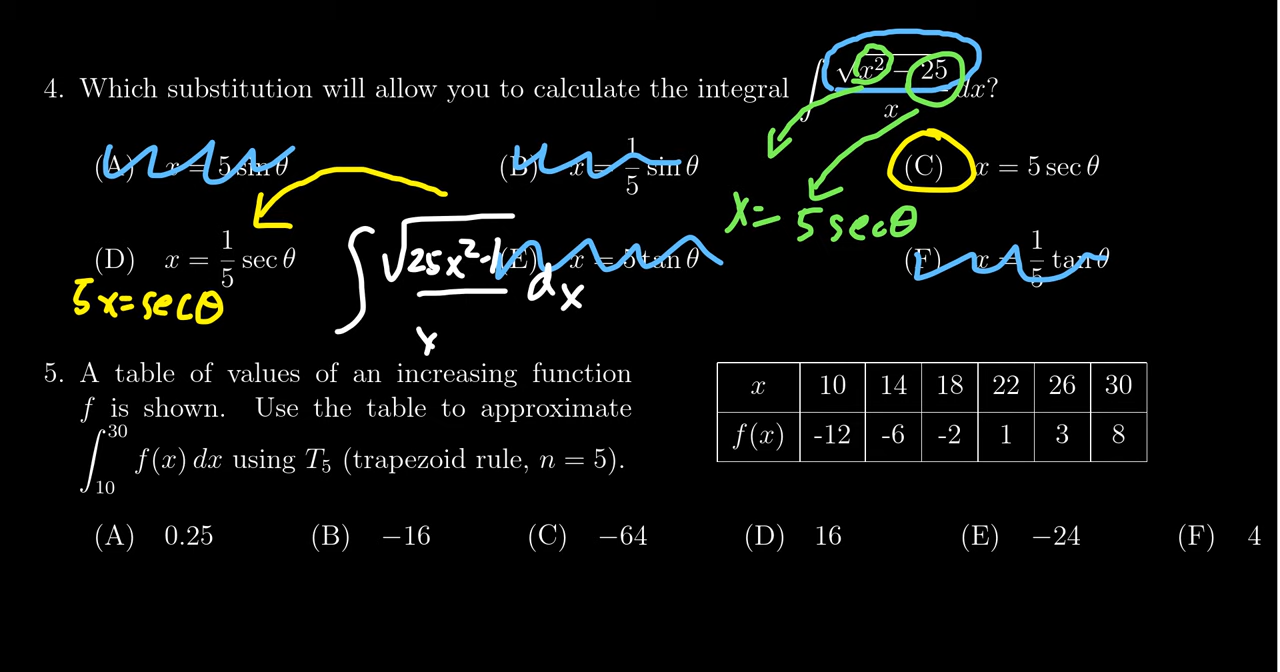 4. Which substitution will allow you to calculate the integral ∫ √(x² − 25) / x dx?
(A) x = 5 sin θ (B) x = 1/5 sin θ (C) x = 5 sec θ
x = 5 sec θ
(D) x = 1/5 sec θ (E) x = 5 tan θ (F) x = 1/5 tan θ
∫ √(25x² - 1) / x dx
5x = sec θ
5. A table of values of an increasing function
f is shown. Use the table to approximate
∫₁₀³⁰ f(x) dx using T₅ (trapezoid rule, n = 5).
x 10 14 18 22 26 30
f(x) -12 -6 -2 1 3 8
(A) 0.25 (B) −16 (C) −64 (D) 16 (E) −24 (F) 4